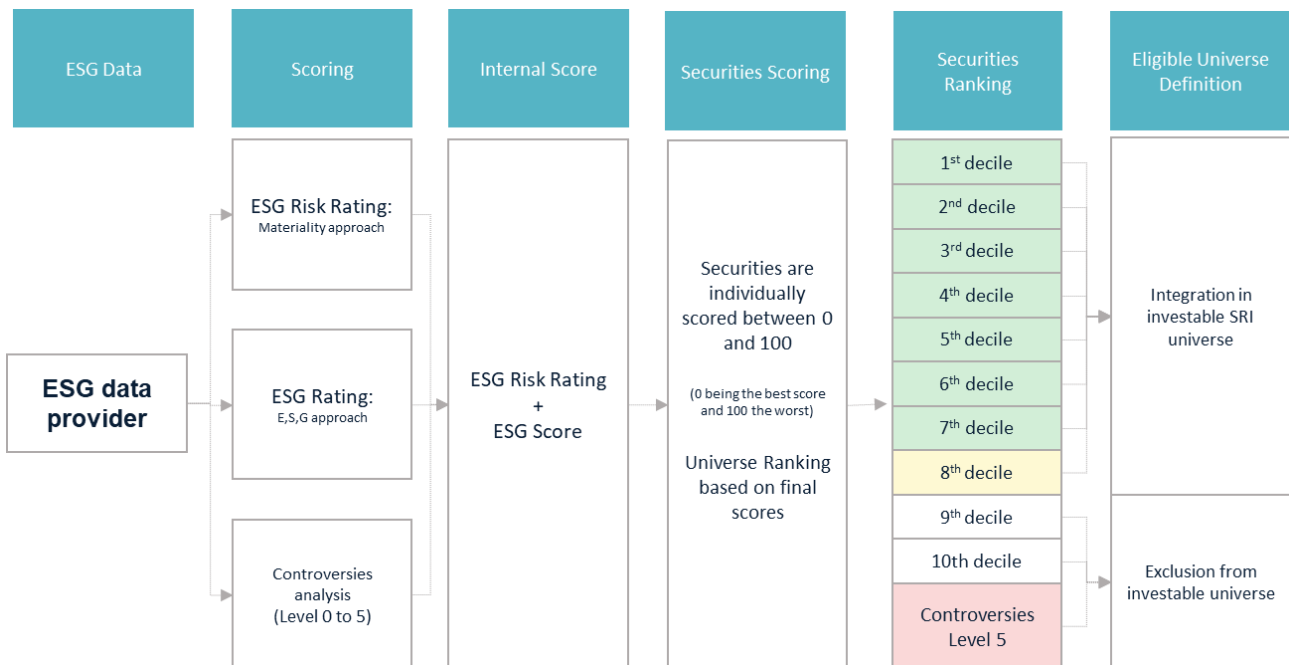 ESG Data
Scoring
Internal Score
Securities Scoring
Securities
Ranking
Eligible Universe
Definition
ESG data
provider
ESG Risk Rating:
Materiality approach
ESG Rating:
E,S,G approach
Controversies
analysis
(Level 0 to 5)
ESG Risk Rating
+
ESG Score
Securities are
individually
scored between 0
and 100
(0 being the best score
and 100 the worst)
Universe Ranking
based on final
scores
1st decile
2nd decile
3rd decile
4th decile
5th decile
6th decile
7th decile
8th decile
9th decile
10th decile
Controversies
Level 5
Integration in
investable SRI
universe
Exclusion from
investable universe